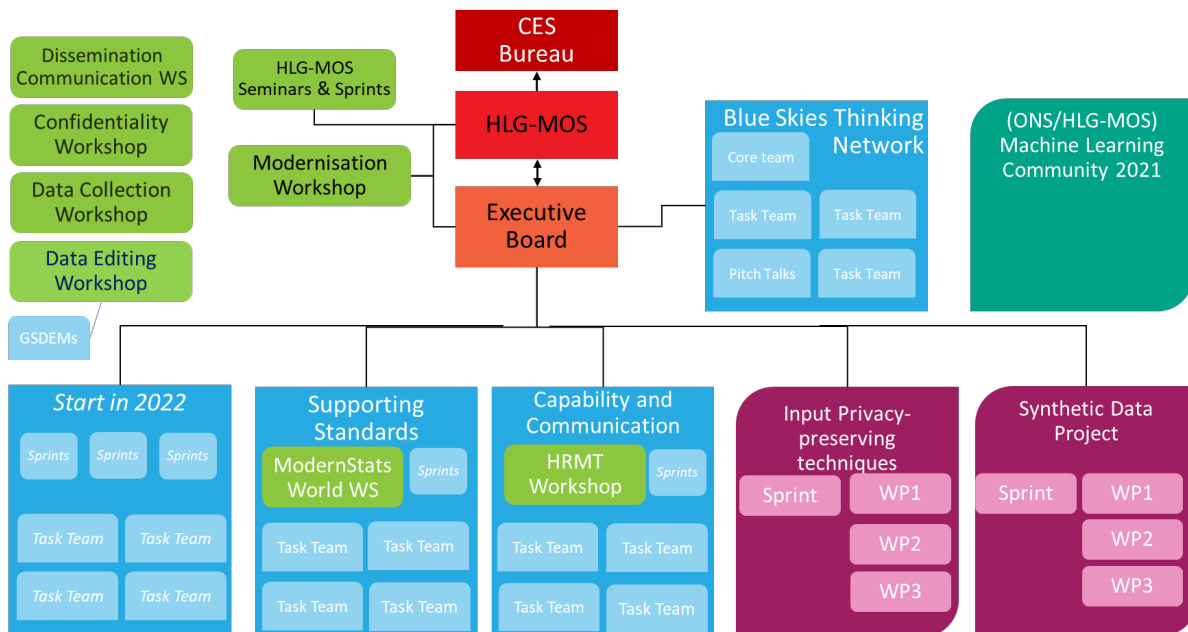 CES
Bureau
Dissemination
Communication WS
HLG-MOS
Seminars & Sprints
HLG-MOS
Blue Skies Thinking
Network
(ONS/HLG-MOS)
Machine Learning
Community 2021
Confidentiality
Workshop
Modernisation
Workshop
Core team
Data Collection
Workshop
Executive
Board
Task Team
Task Team
Data Editing
Workshop
Pitch Talks
Task Team
GSDEMs
Start in 2022
Sprints
Sprints
Sprints
Task Team
Task Team
Task Team
Task Team
Supporting
Standards
ModernStats
World WS
Sprints
Task Team
Task Team
Task Team
Task Team
Capability and
Communication
HRMT
Workshop
Sprints
Task Team
Task Team
Task Team
Task Team
Input Privacy-
preserving
techniques
Sprint
WP1
WP2
WP3
Synthetic Data
Project
Sprint
WP1
WP2
WP3